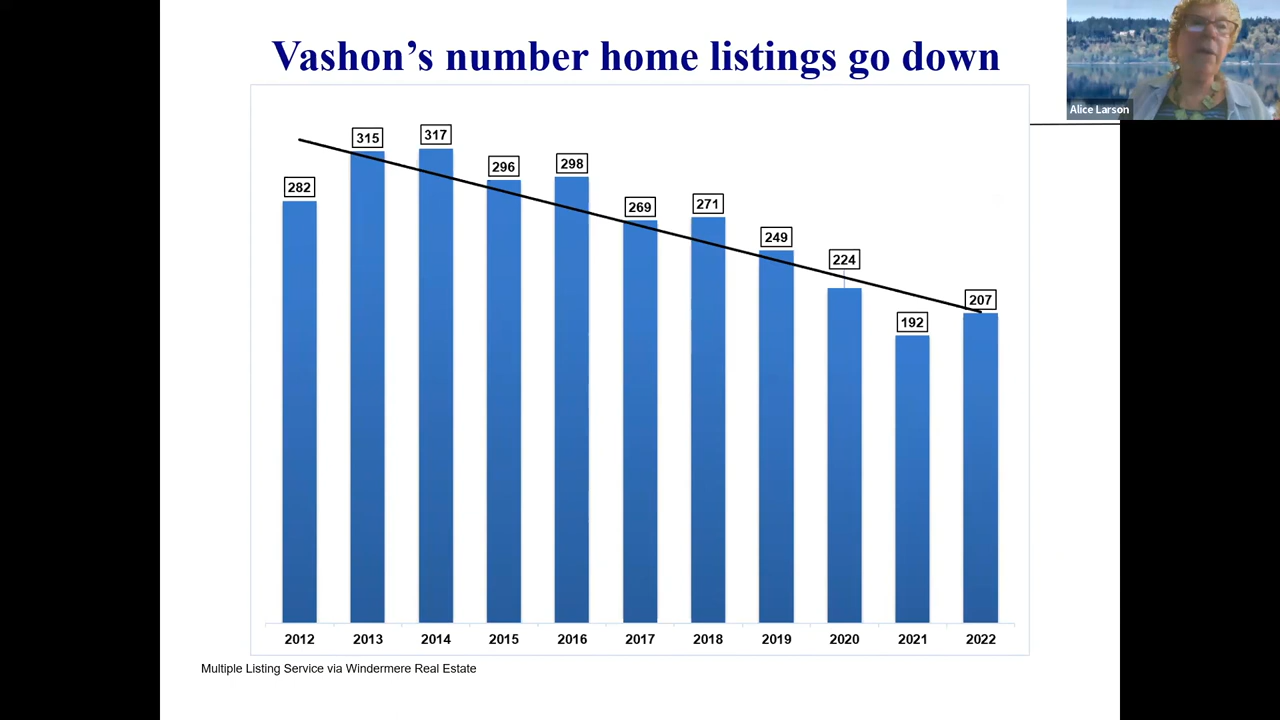 Vashon's number home listings go down
Alice Larson
282
315
317
296
298
269
271
249
224
192
207
2012 2013 2014 2015 2016 2017 2018 2019 2020 2021 2022
Multiple Listing Service via Windermere Real Estate